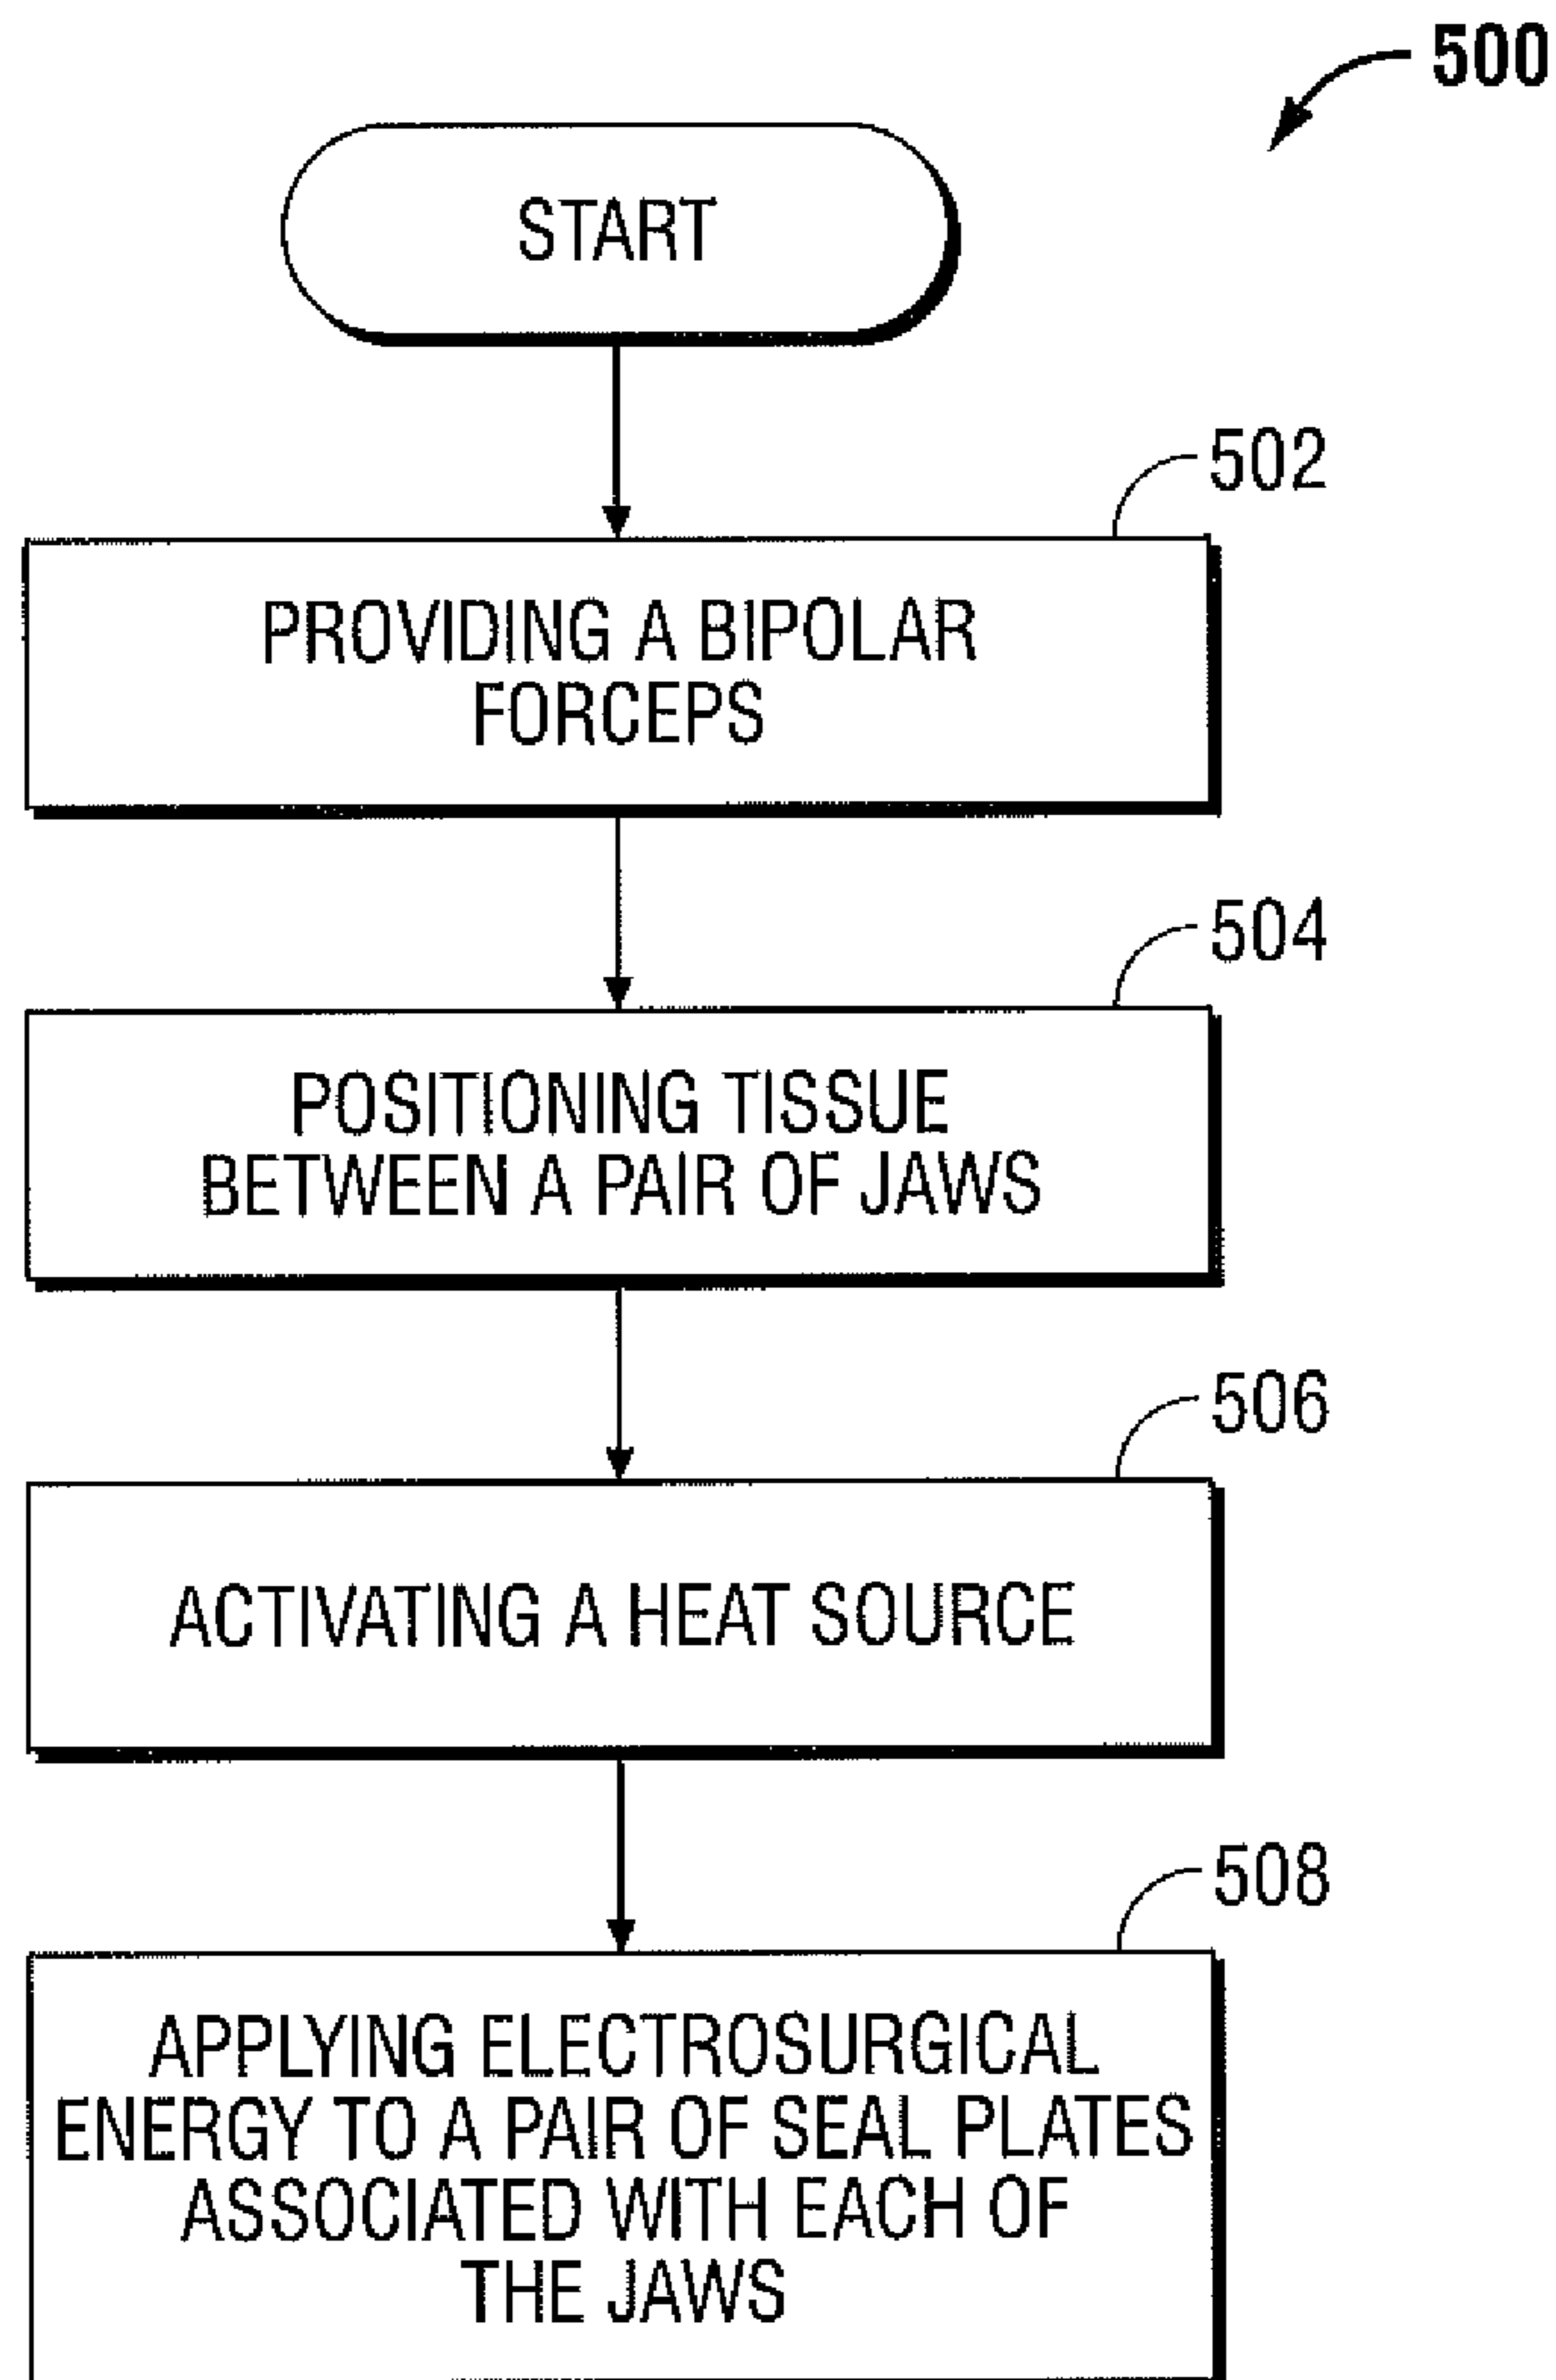 500
START
502
PROVIDING A BIPOLAR
FORCEPS
504
POSITIONING TISSUE
BETWEEN A PAIR OF JAWS
506
ACTIVATING A HEAT SOURCE
508
APPLYING ELECTROSURGICAL
ENERGY TO A PAIR OF SEAL PLATES
ASSOCIATED WITH EACH OF
THE JAWS